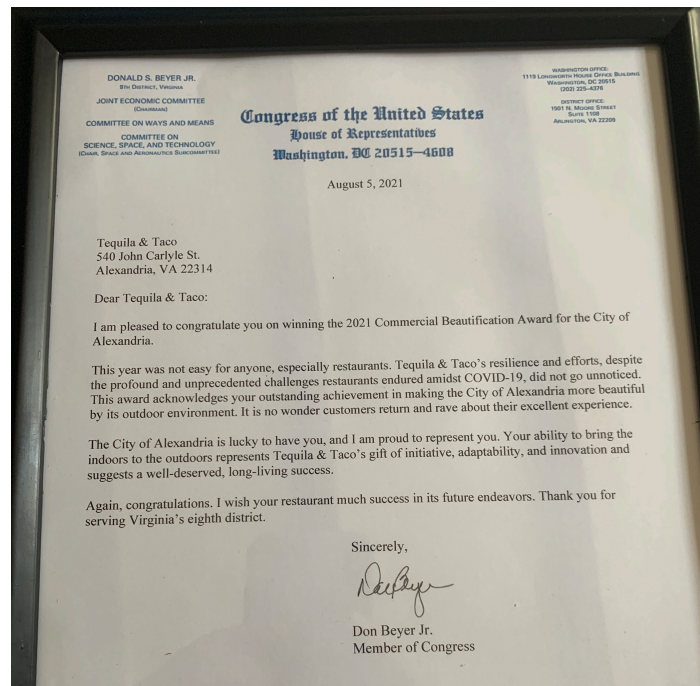 DONALD S. BEYER JR.
8TH DISTRICT, VIRGINIA
JOINT ECONOMIC COMMITTEE
(CHAIRMAN)
COMMITTEE ON WAYS AND MEANS
COMMITTEE ON
SCIENCE, SPACE, AND TECHNOLOGY
(CHAIR, SPACE AND AERONAUTICS SUBCOMMITTEE)
Congress of the United States
House of Representatives
Washington, DC 20515–4608
WASHINGTON OFFICE:
1119 LONGWORTH HOUSE OFFICE BUILDING
WASHINGTON, DC 20515
(202) 225-4376
DISTRICT OFFICE:
1901 N. MOORE STREET
SUITE 1108
ARLINGTON, VA 22209
August 5, 2021
Tequila & Taco
540 John Carlyle St.
Alexandria, VA 22314
Dear Tequila & Taco:
I am pleased to congratulate you on winning the 2021 Commercial Beautification Award for the City of
Alexandria.
This year was not easy for anyone, especially restaurants. Tequila & Taco's resilience and efforts, despite
the profound and unprecedented challenges restaurants endured amidst COVID-19, did not go unnoticed.
This award acknowledges your outstanding achievement in making the City of Alexandria more beautiful
by its outdoor environment. It is no wonder customers return and rave about their excellent experience.
The City of Alexandria is lucky to have you, and I am proud to represent you. Your ability to bring the
indoors to the outdoors represents Tequila & Taco's gift of initiative, adaptability, and innovation and
suggests a well-deserved, long-living success.
Again, congratulations. I wish your restaurant much success in its future endeavors. Thank you for
serving Virginia's eighth district.
Sincerely,
Don Beyer
Don Beyer Jr.
Member of Congress